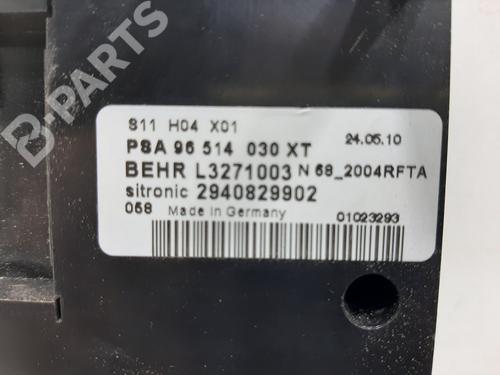 B-PARTS
S11 H04 X01
PSA 96 514 030 XT 24.05.10
BEHR L3271003 N 68_2004RFTA
sitronic 2940829902
058 Made in Germany 01023293